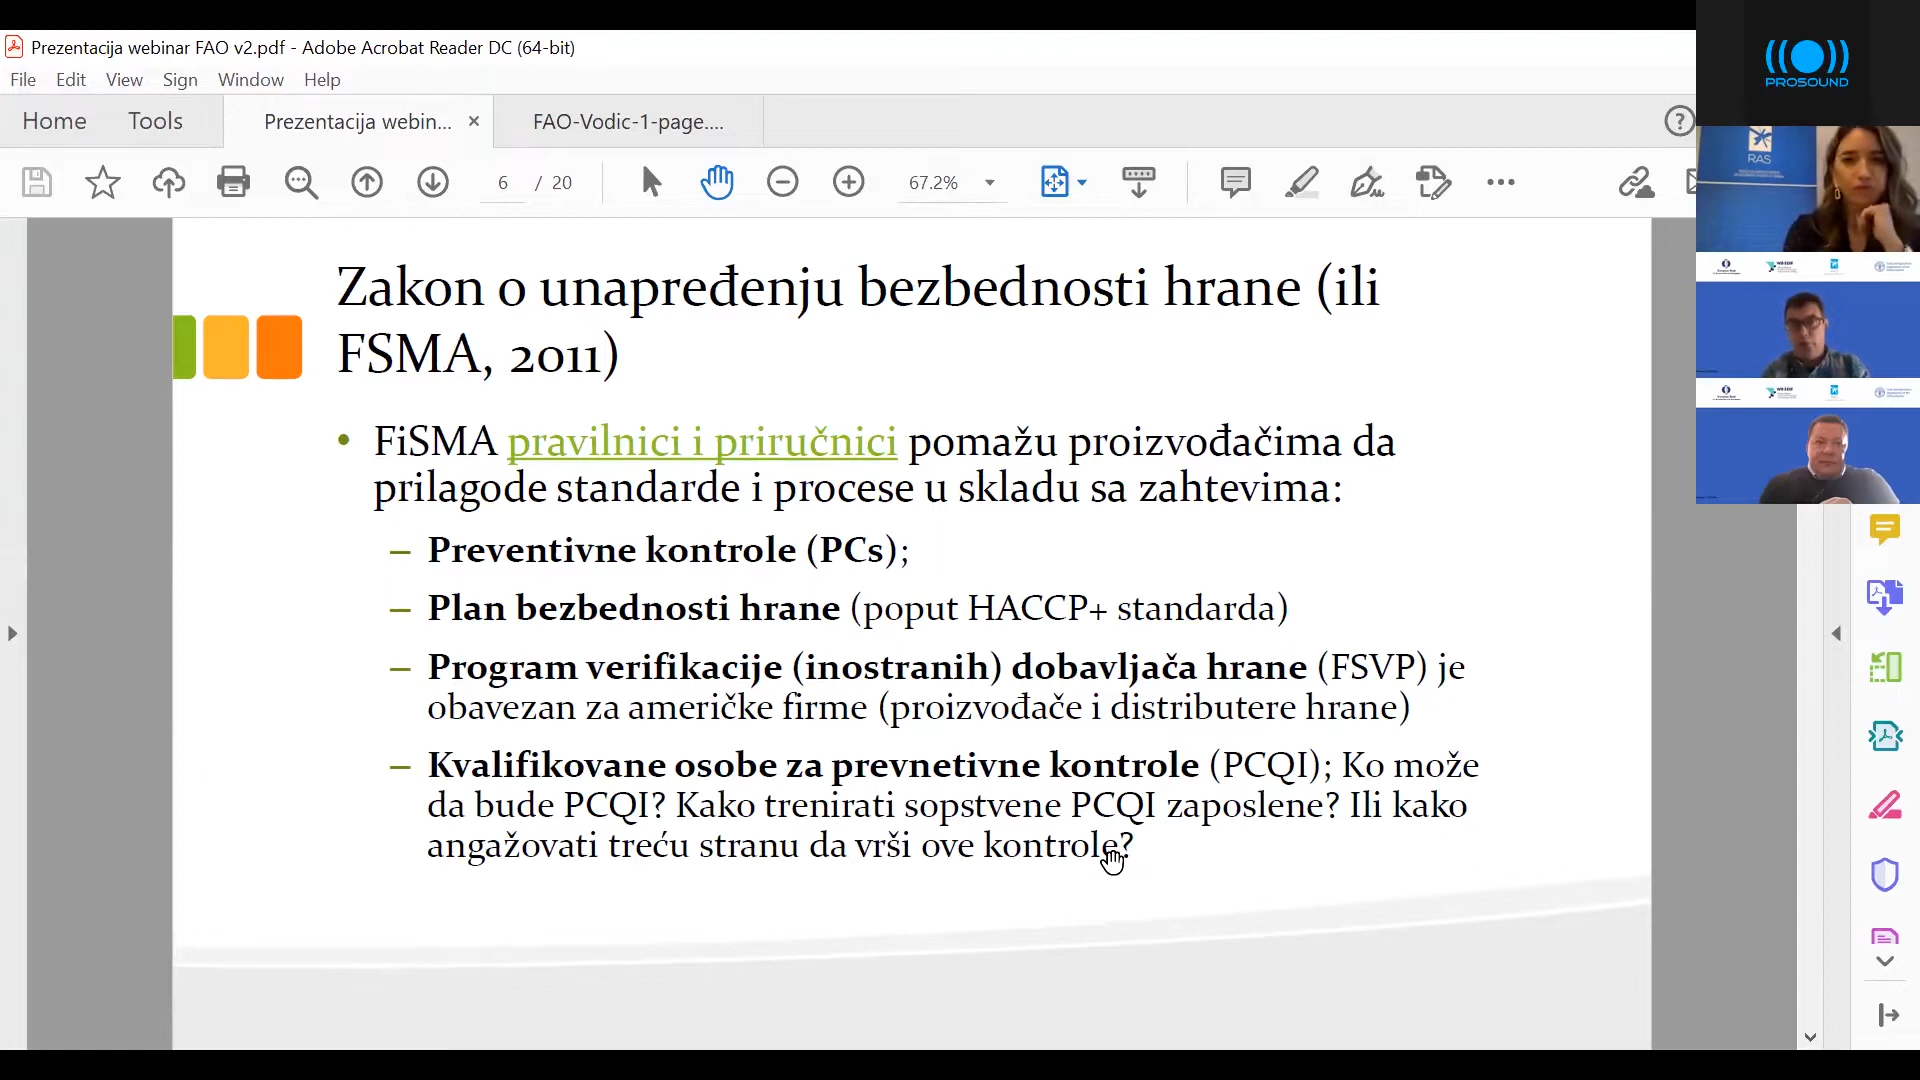 Prezentacija webinar FAO v2.pdf - Adobe Acrobat Reader DC (64-bit)
File Edit View Sign Window Help
Home Tools Prezentacija webin... × FAO-Vodic-1-page....
6 / 20 67.2%
PROSOUND
RAS
Zakon o unapređenju bezbednosti hrane (ili
FSMA, 2011)
• FiSMA pravilnici i priručnici pomažu proizvođačima da
prilagode standarde i procese u skladu sa zahtevima:
– Preventivne kontrole (PCs);
– Plan bezbednosti hrane (poput HACCP+ standarda)
– Program verifikacije (inostranih) dobavljača hrane (FSVP) je
obavezan za američke firme (proizvođače i distributere hrane)
– Kvalifikovane osobe za prevnetivne kontrole (PCQI); Ko može
da bude PCQI? Kako trenirati sopstvene PCQI zaposlene? Ili kako
angažovati treću stranu da vrši ove kontrole?